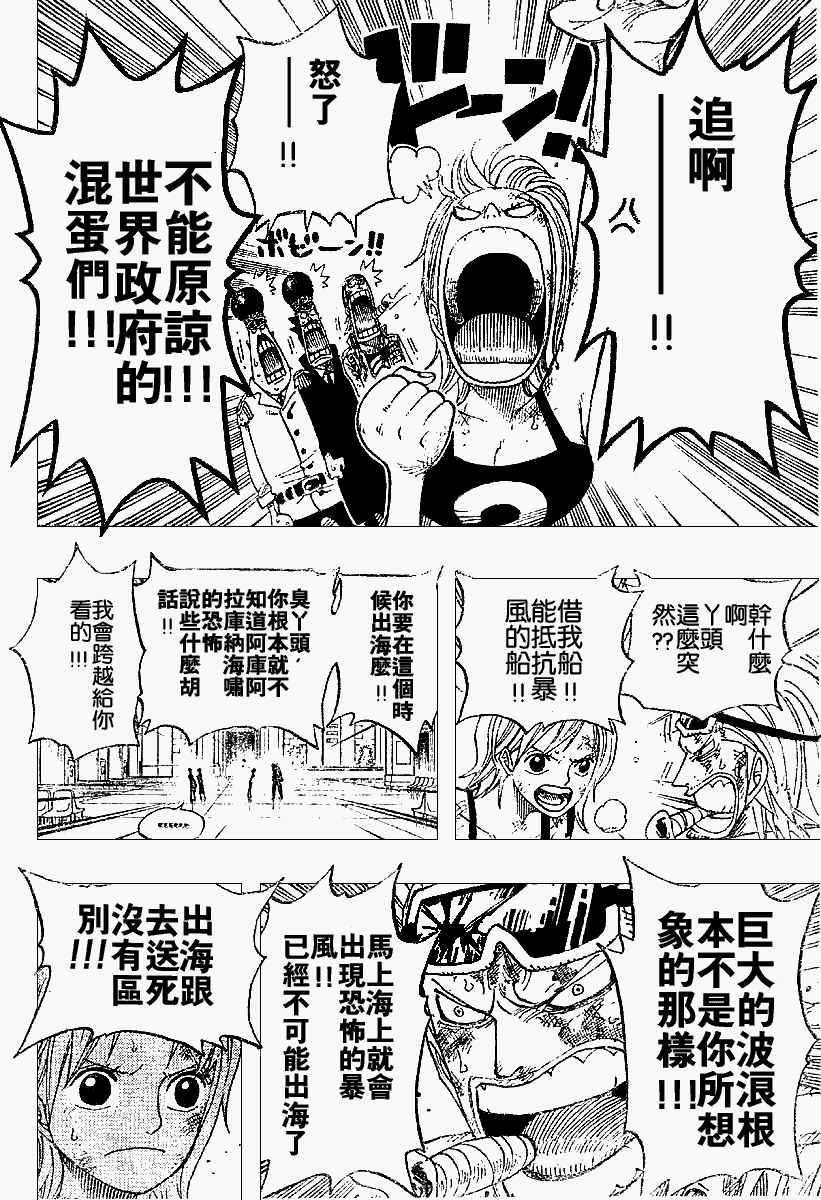 追啊
——!!
ドーン!!
怒了
——!!
不能原諒!!!
世界政府的
混蛋們!!!
ボビーン!!
幹什麼
啊
丫頭
這麼突
然??
借我船!!
能抵抗暴
風的船!!
你要在這個時
候出海麼!!
臭丫頭，
你根本就不
知道阿庫阿
拉庫納海嘯
的恐怖
說些什麼胡
話!!
我會跨越給你
看的!!!
巨大的波浪根
本不是你所想
象的那樣!!!
馬上海上就會
出現恐怖的暴
風!!
已經不可能出海了
出海跟
去送死
沒有區
別!!!